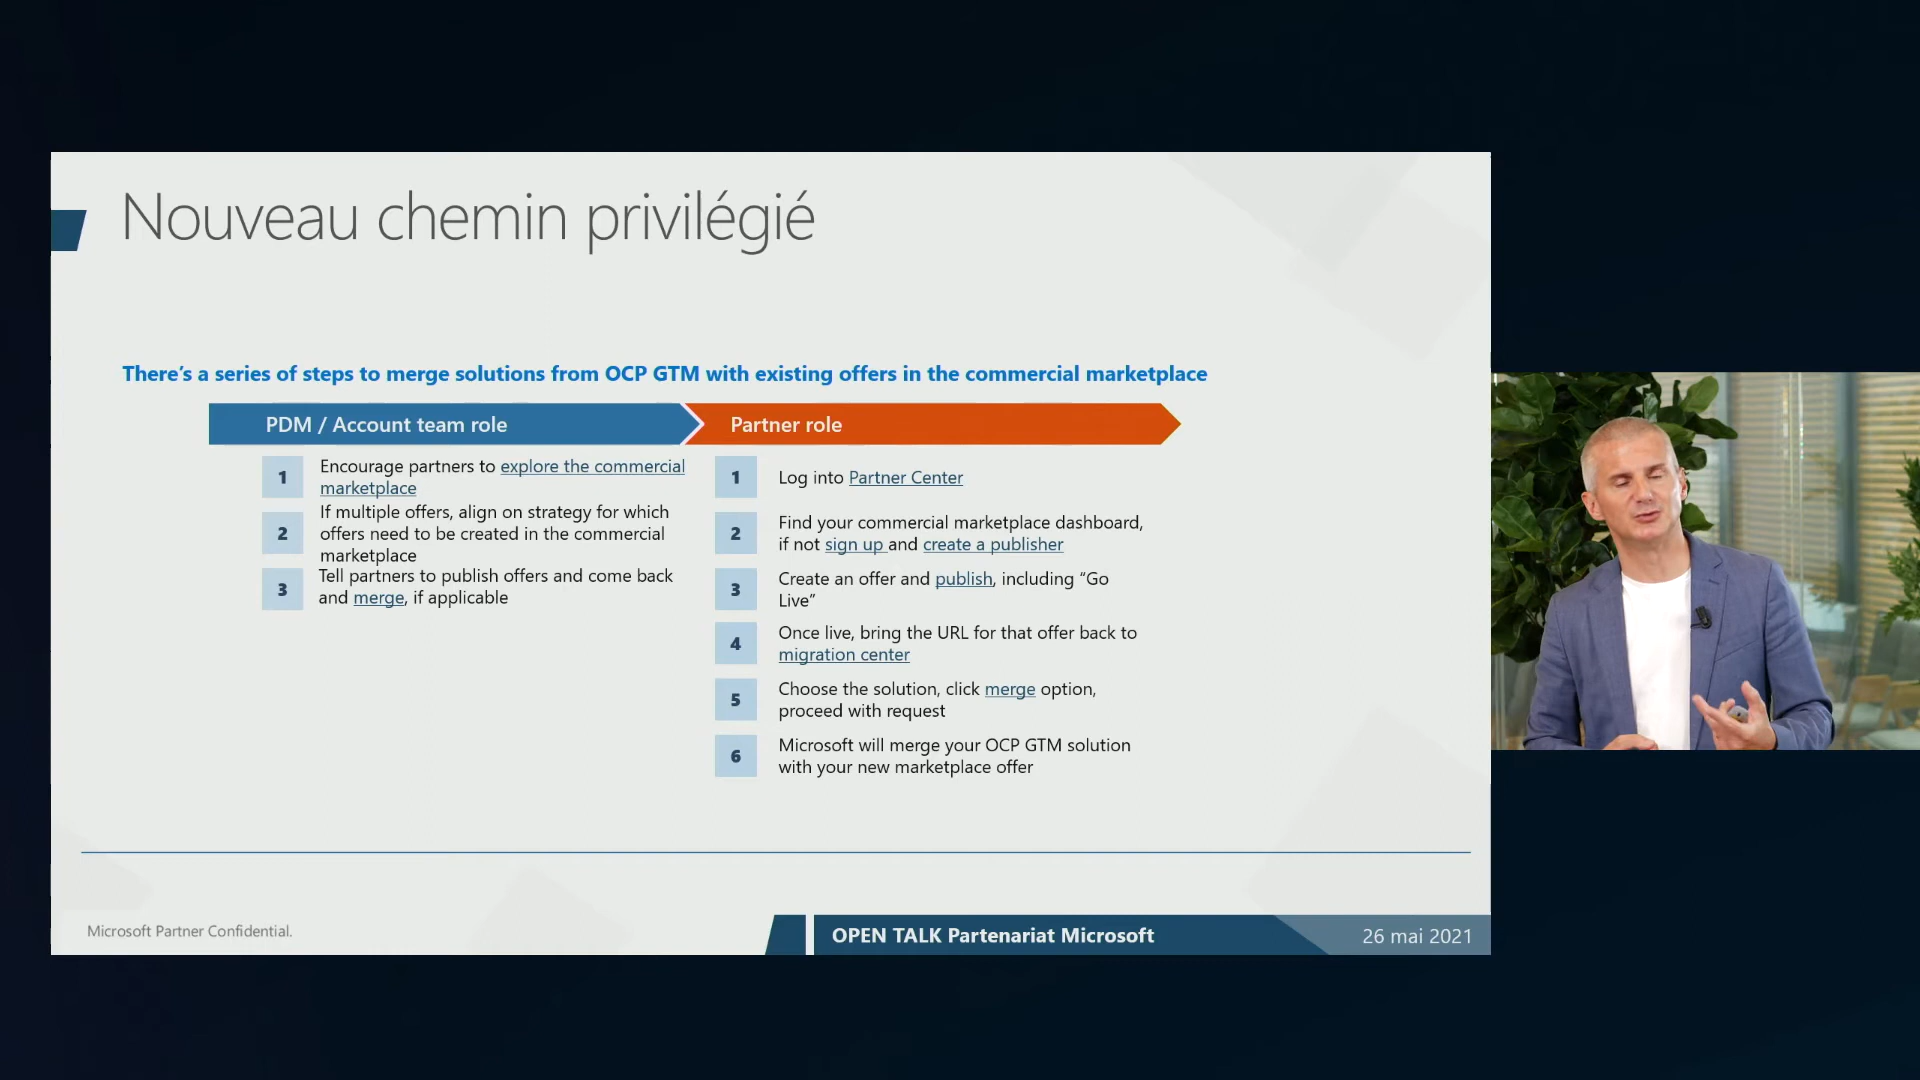 Nouveau chemin privilégié
There's a series of steps to merge solutions from OCP GTM with existing offers in the commercial marketplace
PDM / Account team role
1
Encourage partners to explore the commercial
marketplace
2
If multiple offers, align on strategy for which
offers need to be created in the commercial
marketplace
3
Tell partners to publish offers and come back
and merge, if applicable
Partner role
1
Log into Partner Center
2
Find your commercial marketplace dashboard,
if not sign up and create a publisher
3
Create an offer and publish, including “Go
Live”
4
Once live, bring the URL for that offer back to
migration center
5
Choose the solution, click merge option,
proceed with request
6
Microsoft will merge your OCP GTM solution
with your new marketplace offer
Microsoft Partner Confidential.
OPEN TALK Partenariat Microsoft
26 mai 2021